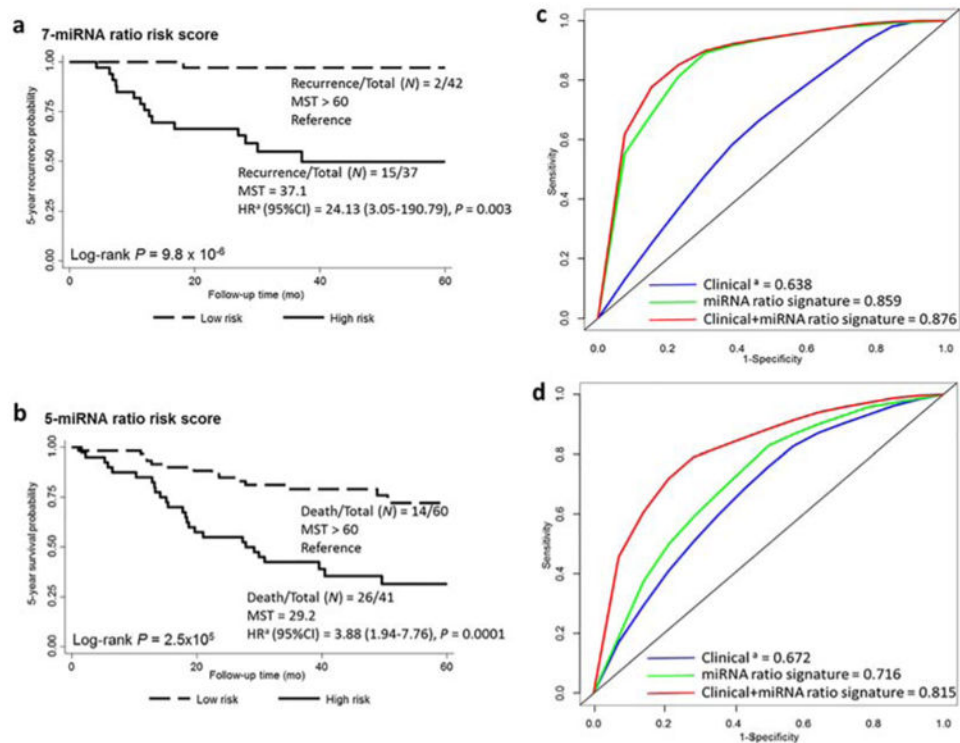 a
7-miRNA ratio risk score
5-year recurrence probability
1.00
0.75
0.50
0.25
0.00
Recurrence/Total (N) = 2/42
MST > 60
Reference
Recurrence/Total (N) = 15/37
MST = 37.1
HRᵃ (95%CI) = 24.13 (3.05-190.79), P = 0.003
Log-rank P = 9.8 x 10⁻⁶
0
20
40
60
Follow-up time (mo)
Low risk
High risk
b
5-miRNA ratio risk score
5-year survival probability
1.00
0.75
0.50
0.25
0.00
Death/Total (N) = 14/60
MST > 60
Reference
Death/Total (N) = 26/41
MST = 29.2
HRᵃ (95%CI) = 3.88 (1.94-7.76), P = 0.0001
Log-rank P = 2.5x10⁵
0
20
40
60
Follow-up time (mo)
Low risk
High risk
c
Sensitivity
1.0
0.8
0.6
0.4
0.2
0.0
Clinical ᵃ = 0.638
miRNA ratio signature = 0.859
Clinical+miRNA ratio signature = 0.876
0.0
0.2
0.4
0.6
0.8
1.0
1-Specificity
d
Sensitivity
1.0
0.8
0.6
0.4
0.2
0.0
Clinical ᵃ = 0.672
miRNA ratio signature = 0.716
Clinical+miRNA ratio signature = 0.815
0.0
0.2
0.4
0.6
0.8
1.0
1-Specificity